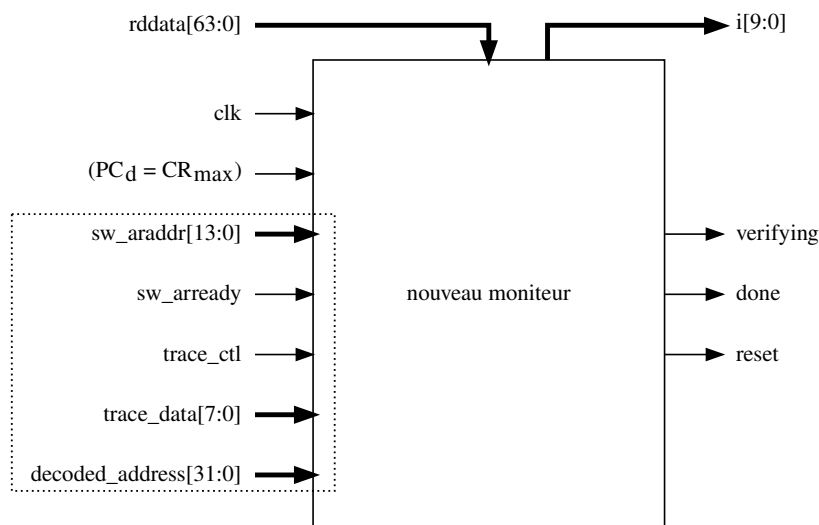 rddata[63:0]
i[9:0]
clk
(PCd = CRmax)
sw_araddr[13:0]
verifying
sw_arready
nouveau moniteur
done
trace_ctl
reset
trace_data[7:0]
decoded_address[31:0]